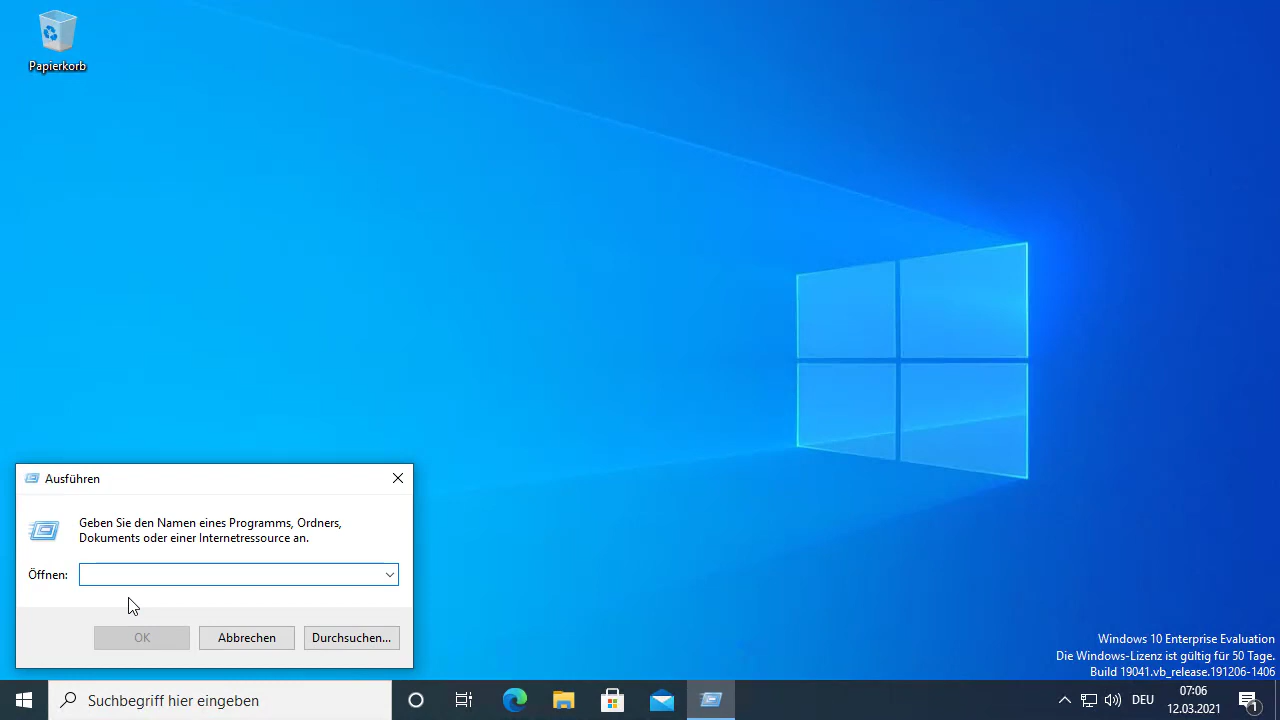 Papierkorb
Ausführen
Geben Sie den Namen eines Programms, Ordners,
Dokuments oder einer Internetressource an.
Öffnen:
OK
Abbrechen
Durchsuchen...
Windows 10 Enterprise Evaluation
Die Windows-Lizenz ist gültig für 50 Tage.
Build 19041.vb_release.191206-1406
Suchbegriff hier eingeben
DEU
07:06
12.03.2021
1